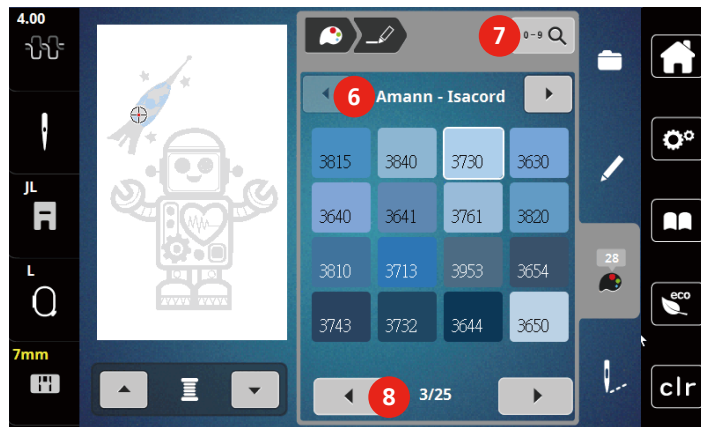 4.00
7
0-9
6
Amann - Isacord
3815 3840 3730 3630
JL
3640 3641 3761 3820
28
3810 3713 3953 3654
L
eco
3743 3732 3644 3650
7mm
8
3/25
clr